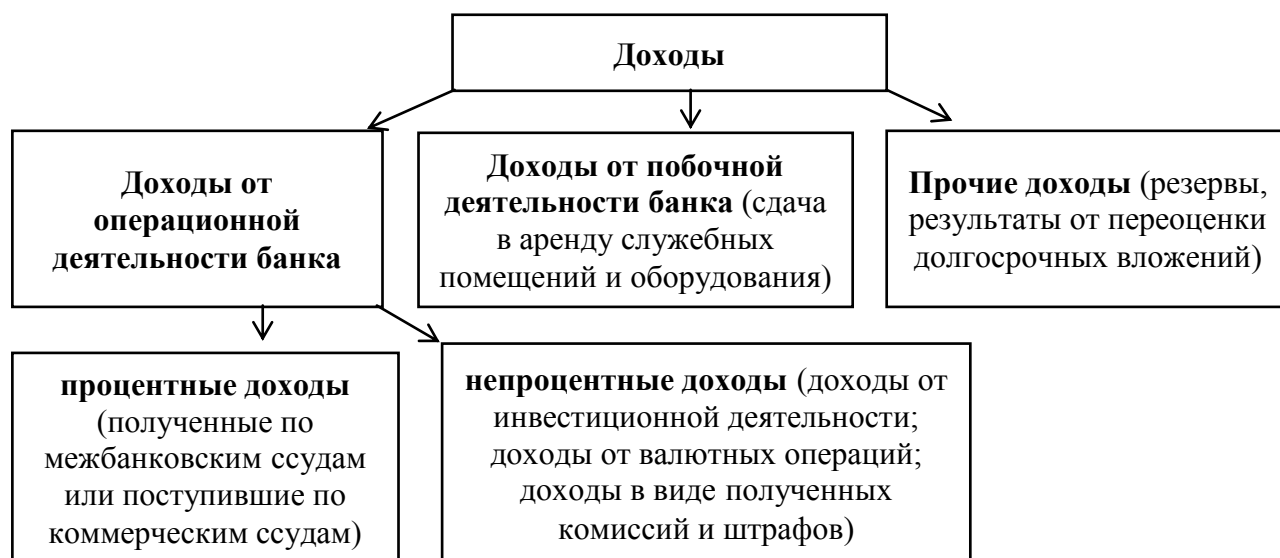 Доходы
Доходы от
операционной
деятельности банка
Доходы от побочной
деятельности банка (сдача
в аренду служебных
помещений и оборудования)
Прочие доходы (резервы,
результаты от переоценки
долгосрочных вложений)
процентные доходы
(полученные по
межбанковским ссудам
или поступившие по
коммерческим ссудам)
непроцентные доходы (доходы от
инвестиционной деятельности;
доходы от валютных операций;
доходы в виде полученных
комиссий и штрафов)